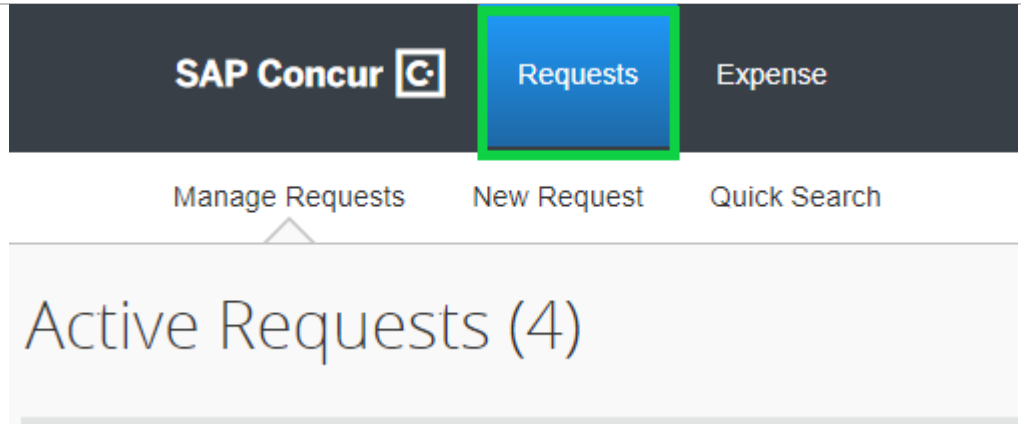 SAP Concur C Requests Expense
Manage Requests New Request Quick Search
Active Requests (4)